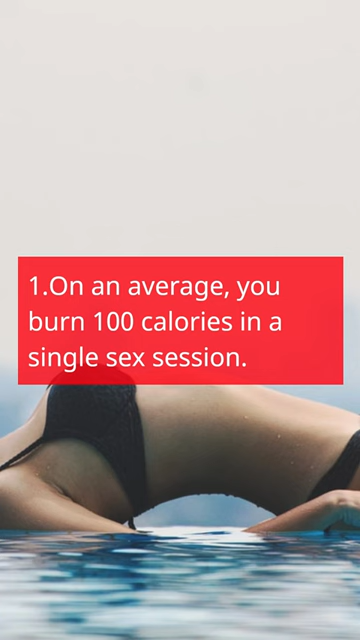 1.On an average, you
burn 100 calories in a
single sex session.